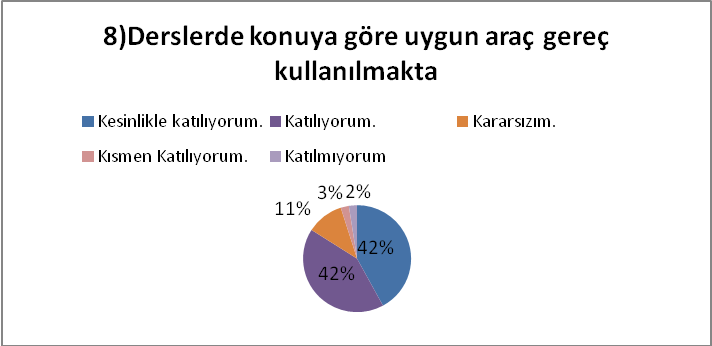 8)Derslerde konuya göre uygun araç gereç
kullanılmakta
Kesinlikle katılıyorum. Katılıyorum. Kararsızım.
Kısmen Katılıyorum. Katılmıyorum
3% 2%
11%
42%
42%